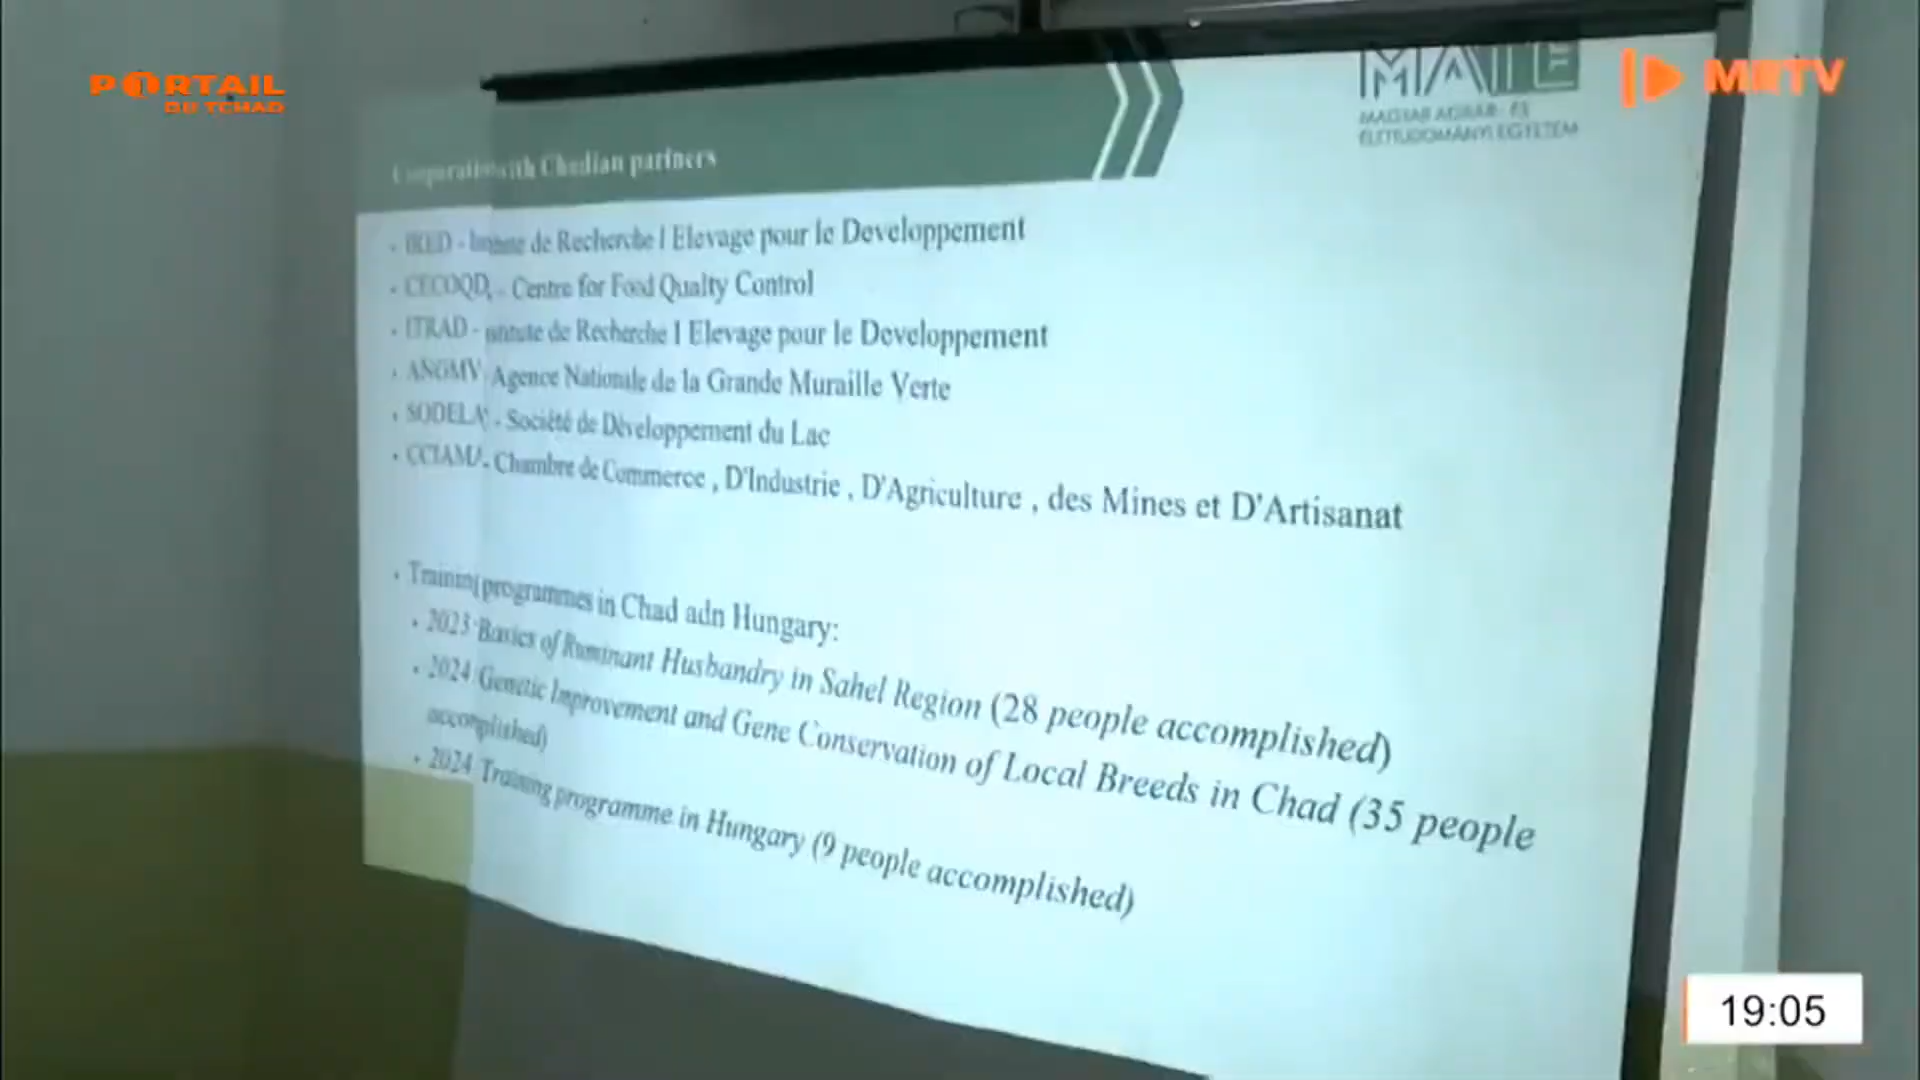 PORTAIL
DU TCHAD
MATE
MRTV
MAGYAR AGRÁR- ÉS
ÉLETTUDOMÁNYI EGYETEM
with Chadian partners
IRED - de Recherche l Elevage pour le Developpement
CECOQD, - Centre for Food Qualty Control
ITRAD - de Recherche l Elevage pour le Developpement
ANGMV Agence Nationale de la Grande Muraille Verte
SODELA - Société de Développement du Lac
CCIAMA - Chambre de Commerce , D'Industrie , D'Agriculture , des Mines et D'Artisanat
Training programmes in Chad adn Hungary:
2023 Basics of Ruminant Husbandry in Sahel Region (28 people accomplished)
2024 Genetic Improvement and Gene Conservation of Local Breeds in Chad (35 people
accomplished)
2024 Training programme in Hungary (9 people accomplished)
19:05